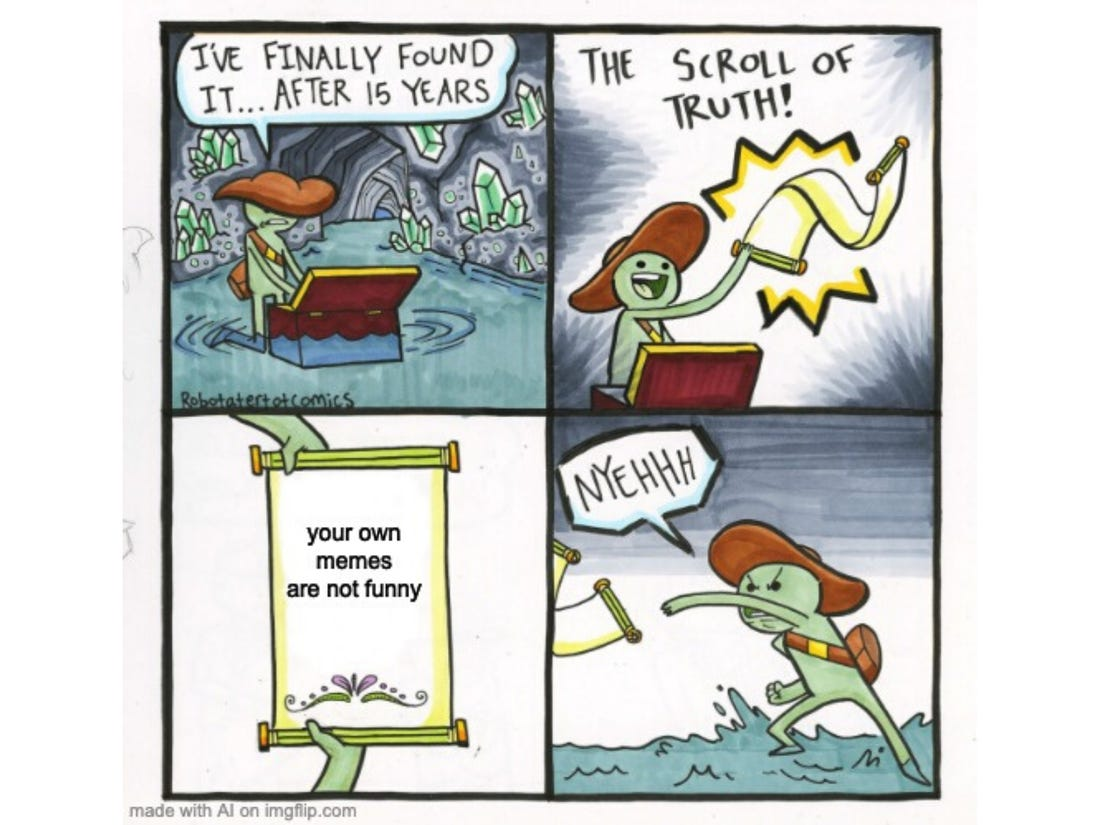 I'VE FINALLY FOUND
IT... AFTER 15 YEARS
THE SCROLL OF
TRUTH!
Robotatertotcomics
your own
memes
are not funny
NYEHHH
made with AI on imgflip.com